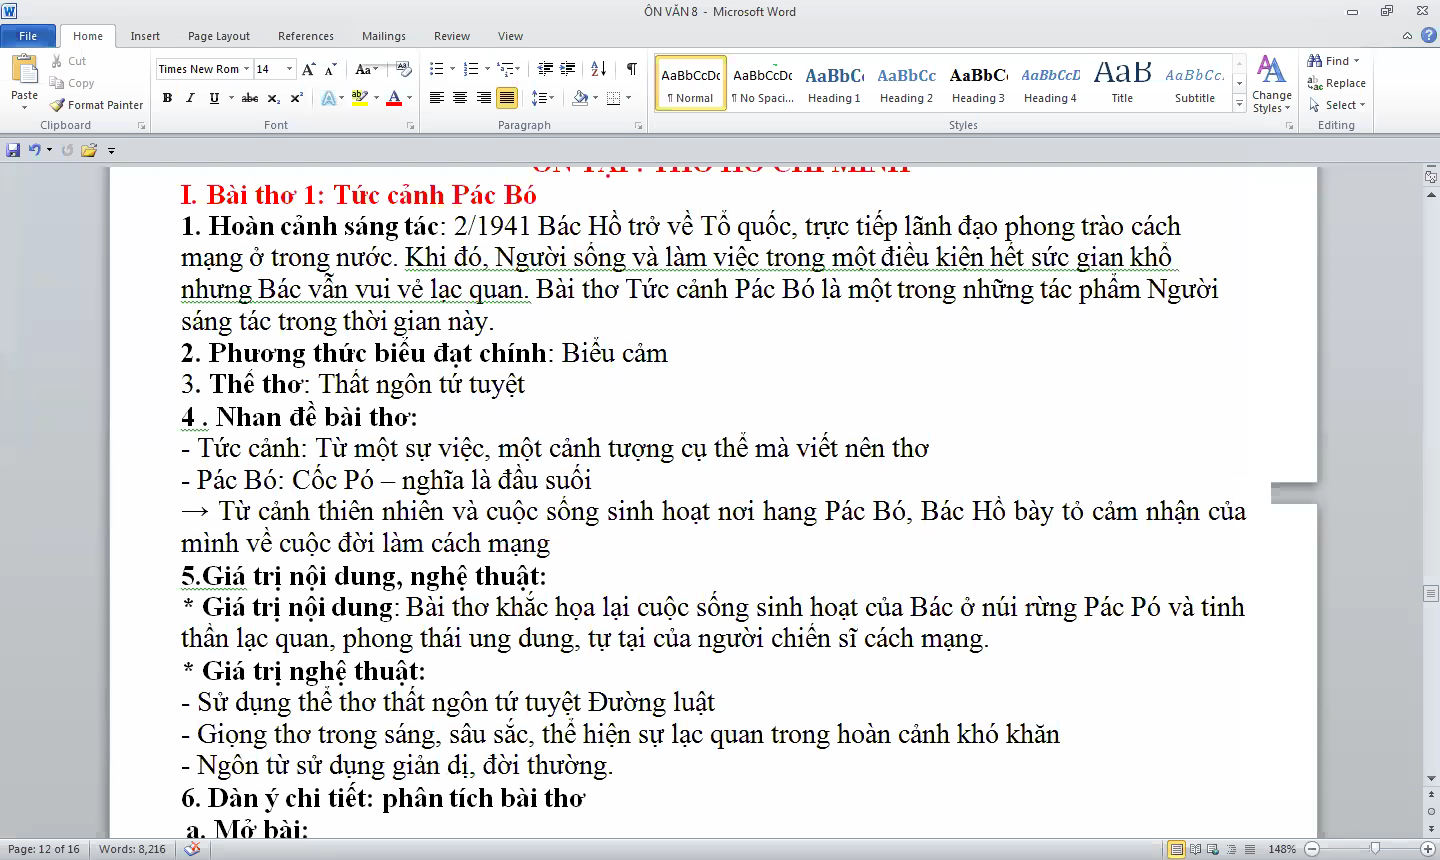 ÔN VĂN 8 - Microsoft Word
File Home Insert Page Layout References Mailings Review View
Paste
Cut
Copy
Format Painter
Clipboard
Times New Rom 14
Font
Paragraph
AaBbCcDc AaBbCcDc AaBbC AaBbCc AaBbCc AaBbCcD AaB AaBbCc.
¶ Normal ¶ No Spaci... Heading 1 Heading 2 Heading 3 Heading 4 Title Subtitle
Styles
Change Styles
Find
Replace
Select
Editing
ÔN TẬP : THƠ HỒ CHÍ MINH
I. Bài thơ 1: Tức cảnh Pác Bó
1. Hoàn cảnh sáng tác: 2/1941 Bác Hồ trở về Tổ quốc, trực tiếp lãnh đạo phong trào cách
mạng ở trong nước. Khi đó, Người sống và làm việc trong một điều kiện hết sức gian khổ
nhưng Bác vẫn vui vẻ lạc quan. Bài thơ Tức cảnh Pác Bó là một trong những tác phẩm Người
sáng tác trong thời gian này.
2. Phương thức biểu đạt chính: Biểu cảm
3. Thể thơ: Thất ngôn tứ tuyệt
4 . Nhan đề bài thơ:
- Tức cảnh: Từ một sự việc, một cảnh tượng cụ thể mà viết nên thơ
- Pác Bó: Cốc Pó – nghĩa là đầu suối
→ Từ cảnh thiên nhiên và cuộc sống sinh hoạt nơi hang Pác Bó, Bác Hồ bày tỏ cảm nhận của
mình về cuộc đời làm cách mạng
5.Giá trị nội dung, nghệ thuật:
* Giá trị nội dung: Bài thơ khắc họa lại cuộc sống sinh hoạt của Bác ở núi rừng Pác Pó và tinh
thần lạc quan, phong thái ung dung, tự tại của người chiến sĩ cách mạng.
* Giá trị nghệ thuật:
- Sử dụng thể thơ thất ngôn tứ tuyệt Đường luật
- Giọng thơ trong sáng, sâu sắc, thể hiện sự lạc quan trong hoàn cảnh khó khăn
- Ngôn từ sử dụng giản dị, đời thường.
6. Dàn ý chi tiết: phân tích bài thơ
a. Mở bài:
Page: 12 of 16 Words: 8,216 148%